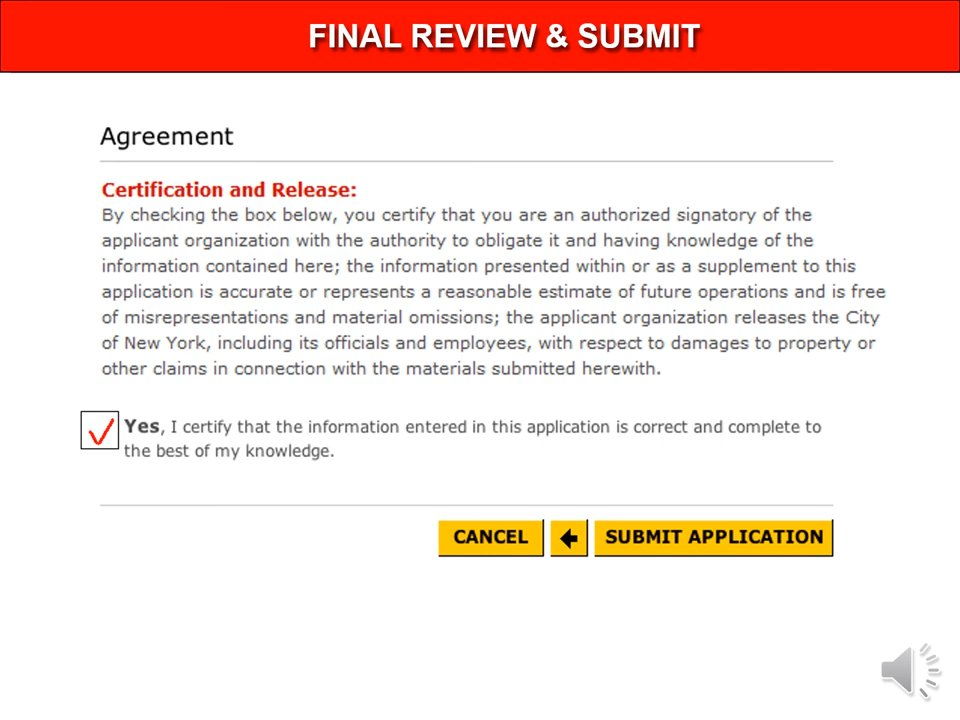 FINAL REVIEW & SUBMIT
Agreement
Certification and Release:
By checking the box below, you certify that you are an authorized signatory of the
applicant organization with the authority to obligate it and having knowledge of the
information contained here; the information presented within or as a supplement to this
application is accurate or represents a reasonable estimate of future operations and is free
of misrepresentations and material omissions; the applicant organization releases the City
of New York, including its officials and employees, with respect to damages to property or
other claims in connection with the materials submitted herewith.
Yes, I certify that the information entered in this application is correct and complete to
the best of my knowledge.
CANCEL SUBMIT APPLICATION